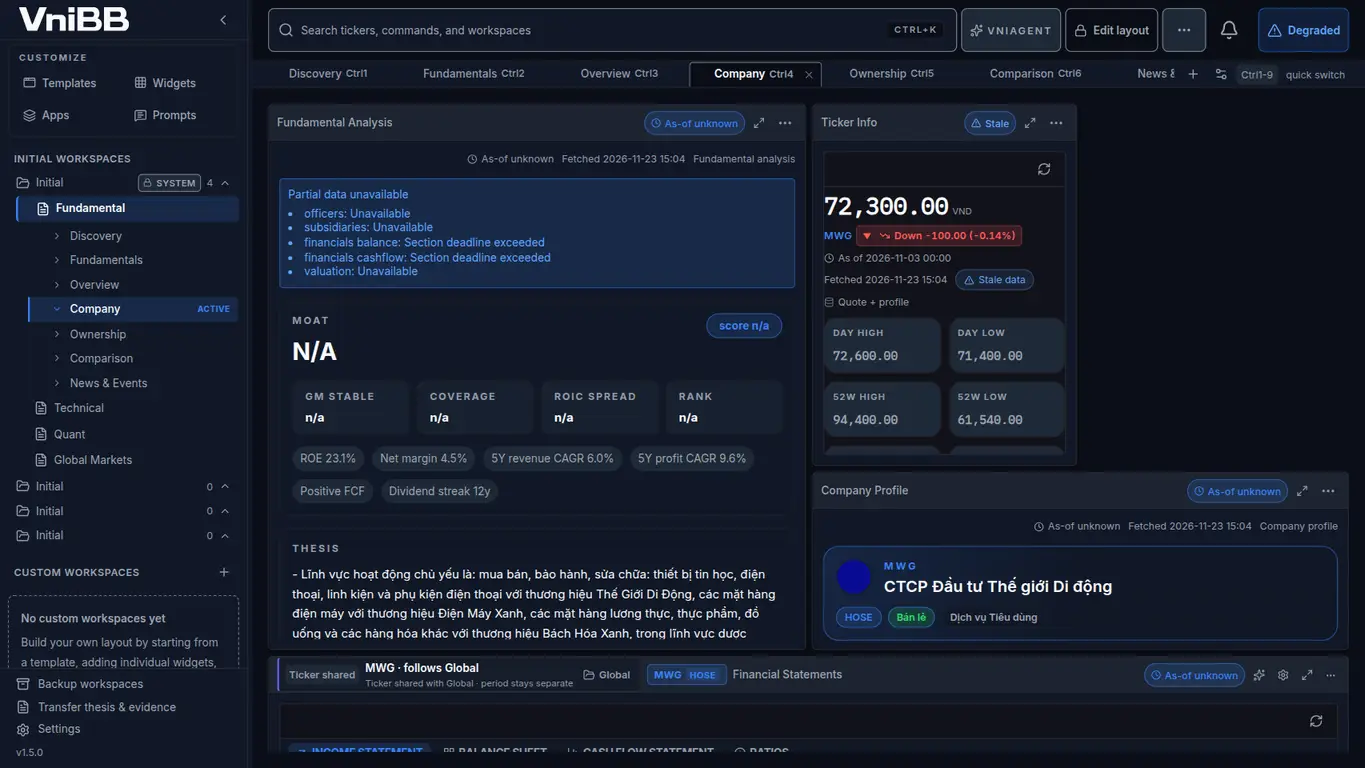 VniBB
CUSTOMIZE
Templates
Widgets
Apps
Prompts
INITIAL WORKSPACES
Initial
SYSTEM
4
Fundamental
Discovery
Fundamentals
Overview
Company
ACTIVE
Ownership
Comparison
News & Events
Technical
Quant
Global Markets
Initial
0
Initial
0
Initial
0
CUSTOM WORKSPACES
No custom workspaces yet
Build your own layout by starting from
a template, adding individual widgets,
Backup workspaces
Transfer thesis & evidence
Settings
v1.5.0
Search tickers, commands, and workspaces
CTRL+K
VNIAGENT
Edit layout
Degraded
Discovery Ctrl1
Fundamentals Ctrl2
Overview Ctrl3
Company Ctrl4
Ownership Ctrl5
Comparison Ctrl6
News &
Ctrl1-9
quick switch
Fundamental Analysis
As-of unknown
As-of unknown Fetched 2026-11-23 15:04 Fundamental analysis
Partial data unavailable
officers: Unavailable
subsidiaries: Unavailable
financials balance: Section deadline exceeded
financials cashflow: Section deadline exceeded
valuation: Unavailable
MOAT
N/A
score n/a
GM STABLE
n/a
COVERAGE
n/a
ROIC SPREAD
n/a
RANK
n/a
ROE 23.1%
Net margin 4.5%
5Y revenue CAGR 6.0%
5Y profit CAGR 9.6%
Positive FCF
Dividend streak 12y
THESIS
- Lĩnh vực hoạt động chủ yếu là: mua bán, bảo hành, sửa chữa: thiết bị tin học, điện
thoại, linh kiện và phụ kiện điện thoại với thương hiệu Thế Giới Di Động, các mặt hàng
điện máy với thương hiệu Điện Máy Xanh, các mặt hàng lương thực, thực phẩm, đồ
uống và các hàng hóa khác với thương hiệu Bách Hóa Xanh, trong lĩnh vực dược
Ticker Info
Stale
72,300.00 VND
MWG
Down -100.00 (-0.14%)
As of 2026-11-03 00:00
Fetched 2026-11-23 15:04
Stale data
Quote + profile
DAY HIGH
72,600.00
DAY LOW
71,400.00
52W HIGH
94,400.00
52W LOW
61,540.00
Company Profile
As-of unknown
As-of unknown Fetched 2026-11-23 15:04 Company profile
MWG
CTCP Đầu tư Thế giới Di động
HOSE
Bán lẻ
Dịch vụ Tiêu dùng
Ticker shared
MWG · follows Global
Ticker shared with Global · period stays separate
Global
MWG HOSE
Financial Statements
As-of unknown
INCOME STATEMENT
BALANCE SHEET
CASH FLOW STATEMENT
RATIOS